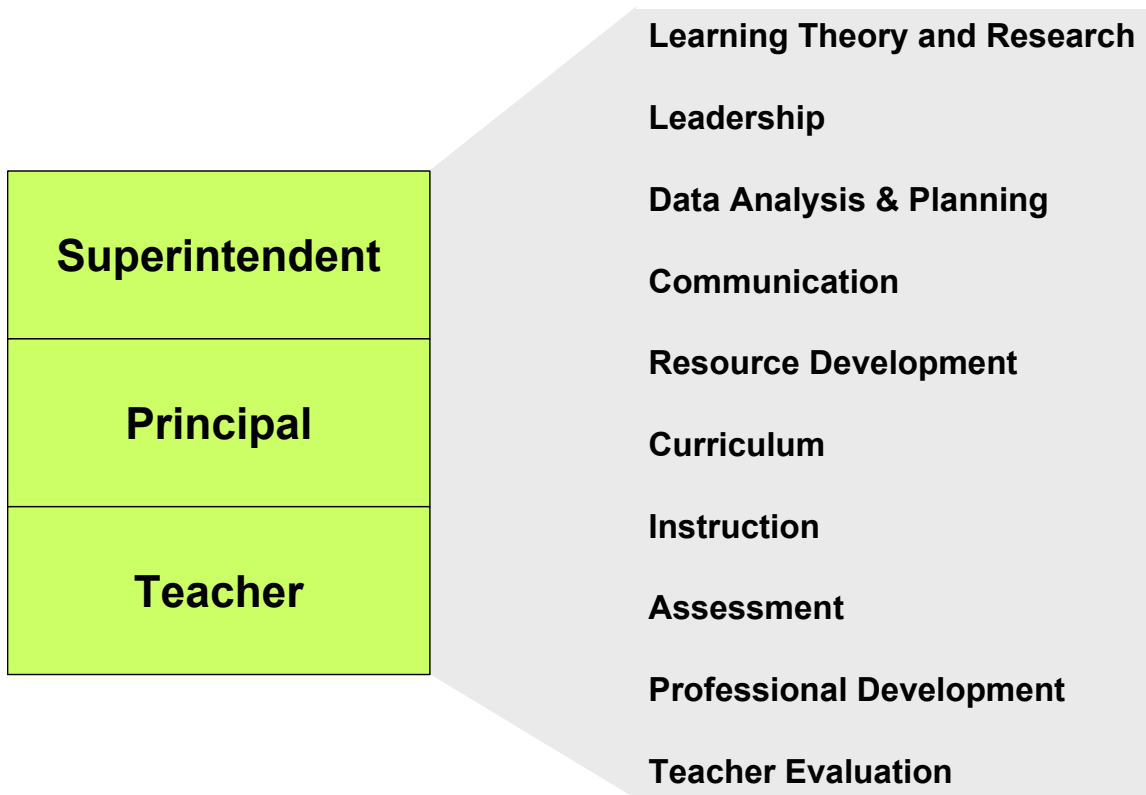 Superintendent
Principal
Teacher
Learning Theory and Research
Leadership
Data Analysis & Planning
Communication
Resource Development
Curriculum
Instruction
Assessment
Professional Development
Teacher Evaluation